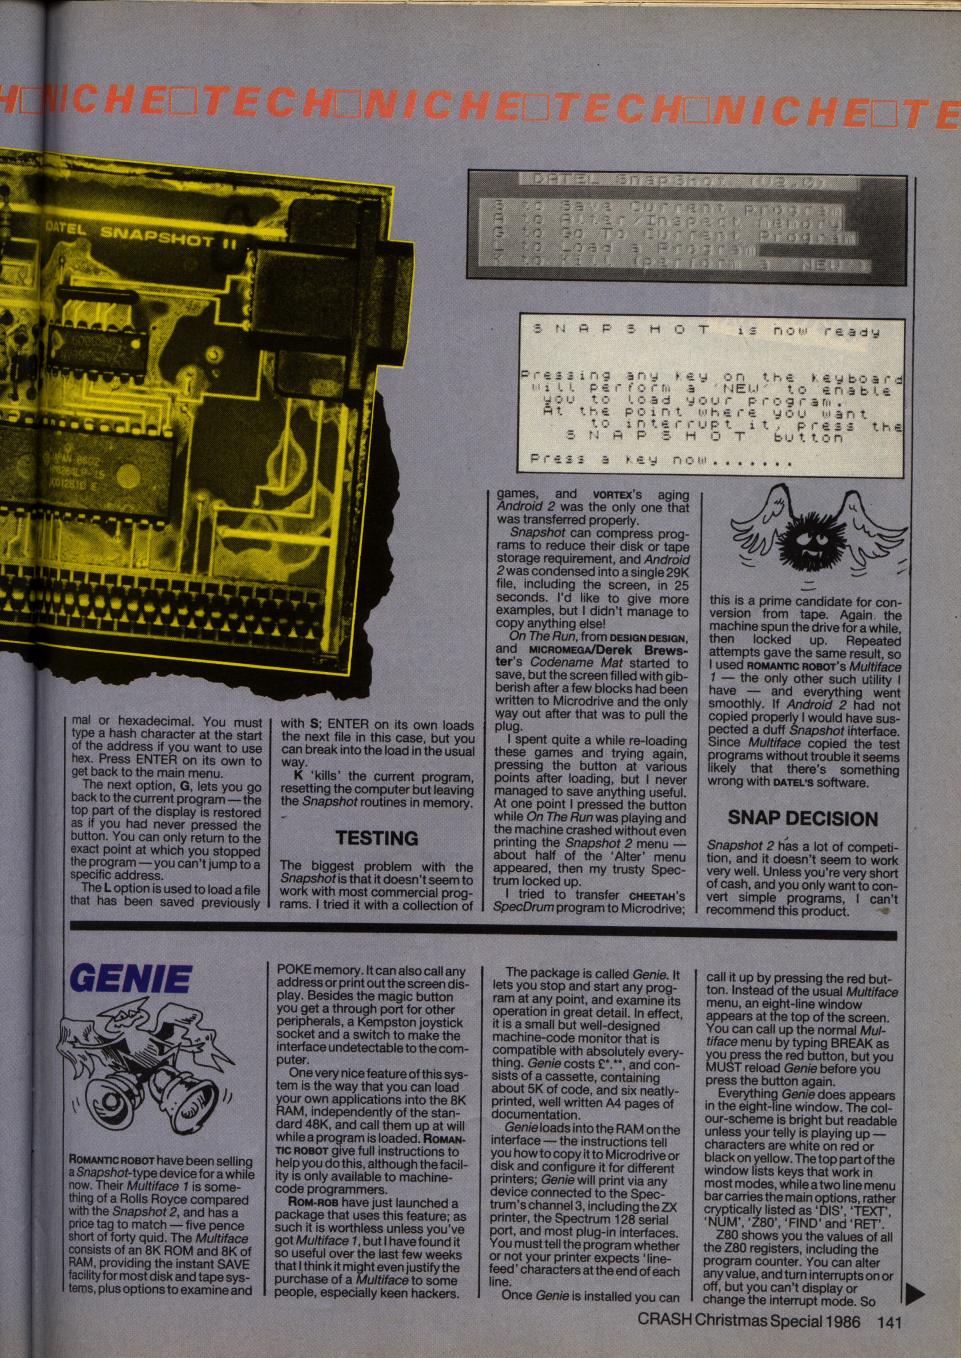 H□NICHE□TECH□NICHE□TECH□NICHE□TE
DATEL SNAPSHOT II
DATEL SnapShot (V2.0)
S to Save Current program
A to Alter/Inspect memory
G to Go To Current Program
L to Load a Program
K to Kill (perform a 'NEW')
S N A P S H O T is now ready
Pressing any key on the keyboard
will perform a 'NEW' to enable
you to load your program.
At the point where you want
to interrupt it, press the
S N A P S H O T button
Press a key now.......
mal or hexadecimal. You must
type a hash character at the start
of the address if you want to use
hex. Press ENTER on its own to
get back to the main menu.
The next option, G, lets you go
back to the current program — the
top part of the display is restored
as if you had never pressed the
button. You can only return to the
exact point at which you stopped
the program — you can't jump to a
specific address.
The L option is used to load a file
that has been saved previously
with S; ENTER on its own loads
the next file in this case, but you
can break into the load in the usual
way.
K 'kills' the current program,
resetting the computer but leaving
the Snapshot routines in memory.
TESTING
The biggest problem with the
Snapshot is that it doesn't seem to
work with most commercial prog-
rams. I tried it with a collection of
games, and VORTEX's aging
Android 2 was the only one that
was transferred properly.
Snapshot can compress prog-
rams to reduce their disk or tape
storage requirement, and Android
2 was condensed into a single 29K
file, including the screen, in 25
seconds. I'd like to give more
examples, but I didn't manage to
copy anything else!
On The Run, from DESIGN DESIGN,
and MICROMEGA/Derek Brews-
ter's Codename Mat started to
save, but the screen filled with gib-
berish after a few blocks had been
written to Microdrive and the only
way out after that was to pull the
plug.
I spent quite a while re-loading
these games and trying again,
pressing the button at various
points after loading, but I never
managed to save anything useful.
At one point I pressed the button
while On The Run was playing and
the machine crashed without even
printing the Snapshot 2 menu —
about half of the 'Alter' menu
appeared, then my trusty Spec-
trum locked up.
I tried to transfer CHEETAH's
SpecDrum program to Microdrive;
this is a prime candidate for con-
version from tape. Again the
machine spun the drive for a while,
then locked up. Repeated
attempts gave the same result, so
I used ROMANTIC ROBOT's Multiface
1 — the only other such utility I
have — and everything went
smoothly. If Android 2 had not
copied properly I would have sus-
pected a duff Snapshot interface.
Since Multiface copied the test
programs without trouble it seems
likely that there's something
wrong with DATEL'S software.
SNAP DECISION
Snapshot 2 has a lot of competi-
tion, and it doesn't seem to work
very well. Unless you're very short
of cash, and you only want to con-
vert simple programs, I can't
recommend this product.
GENIE
ROMANTIC ROBOT have been selling
a Snapshot-type device for a while
now. Their Multiface 1 is some-
thing of a Rolls Royce compared
with the Snapshot 2, and has a
price tag to match — five pence
short of forty quid. The Multiface
consists of an 8K ROM and 8K of
RAM, providing the instant SAVE
facility for most disk and tape sys-
tems, plus options to examine and
POKE memory. It can also call any
address or print out the screen dis-
play. Besides the magic button
you get a through port for other
peripherals, a Kempston joystick
socket and a switch to make the
interface undetectable to the com-
puter.
One very nice feature of this sys-
tem is the way that you can load
your own applications into the 8K
RAM, independently of the stan-
dard 48K, and call them up at will
while a program is loaded. ROMAN-
TIC ROBOT give full instructions to
help you do this, although the facil-
ity is only available to machine-
code programmers.
ROM-ROB have just launched a
package that uses this feature; as
such it is worthless unless you've
got Multiface 1, but I have found it
so useful over the last few weeks
that I think it might even justify the
purchase of a Multiface to some
people, especially keen hackers.
The package is called Genie. It
lets you stop and start any prog-
ram at any point, and examine its
operation in great detail. In effect,
it is a small but well-designed
machine-code monitor that is
compatible with absolutely every-
thing. Genie costs £*.**, and con-
sists of a cassette, containing
about 5K of code, and six neatly-
printed, well written A4 pages of
documentation.
Genie loads into the RAM on the
interface — the instructions tell
you how to copy it to Microdrive or
disk and configure it for different
printers; Genie will print via any
device connected to the Spec-
trum's channel 3, including the ZX
printer, the Spectrum 128 serial
port, and most plug-in interfaces.
You must tell the program whether
or not your printer expects 'line-
feed' characters at the end of each
line.
Once Genie is installed you can
call it up by pressing the red but-
ton. Instead of the usual Multiface
menu, an eight-line window
appears at the top of the screen.
You can call up the normal Mul-
tiface menu by typing BREAK as
you press the red button, but you
MUST reload Genie before you
press the button again.
Everything Genie does appears
in the eight-line window. The col-
our-scheme is bright but readable
unless your telly is playing up —
characters are white on red or
black on yellow. The top part of the
window lists keys that work in
most modes, while a two line menu
bar carries the main options, rather
cryptically listed as 'DIS', 'TEXT',
'NUM', 'Z80', 'FIND' and 'RET'.
Z80 shows you the values of all
the Z80 registers, including the
program counter. You can alter
any value, and turn interrupts on or
off, but you can't display or
change the interrupt mode. So
CRASH Christmas Special 1986 141